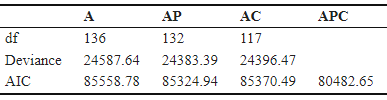 A AP AC APC
df 136 132 117
Deviance 24587.64 24383.39 24396.47
AIC 85558.78 85324.94 85370.49 80482.65